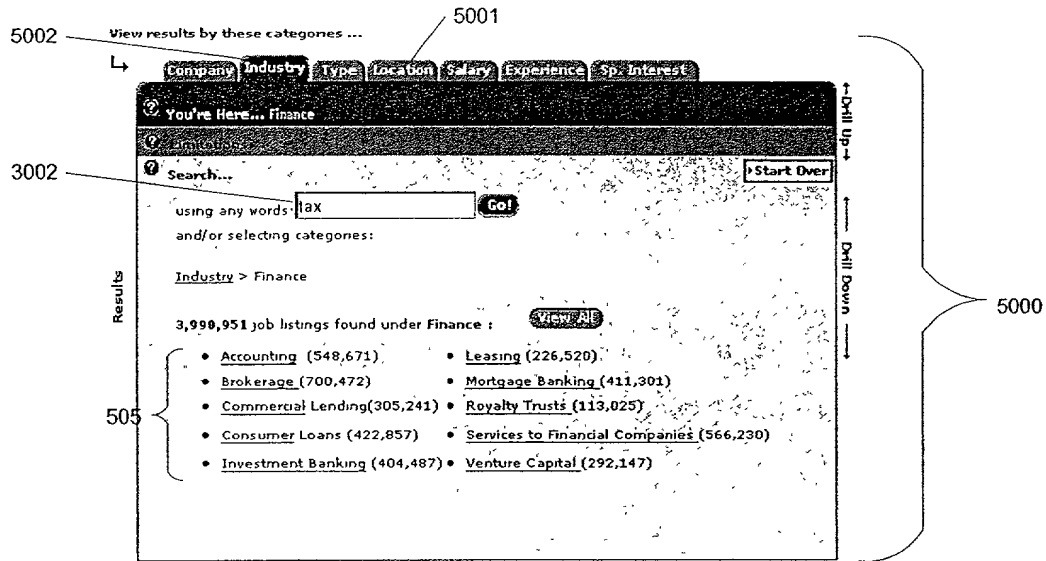 5001
5002
View results by these categories ...
Company Industry Type Location Salary Experience Sp. Interest
You're Here... Finance
Limitation
Drill Up
Search...
Start Over
3002
using any words: tax Go!
and/or selecting categories:
Drill Down
Industry > Finance
Results
5000
3,990,951 job listings found under Finance : View All
Accounting (548,671) Leasing (226,520)
Brokerage (700,472) Mortgage Banking (411,301)
505
Commercial Lending(305,241) Royalty Trusts (113,025)
Consumer Loans (422,857) Services to Financial Companies (566,230)
Investment Banking (404,487) Venture Capital (292,147)